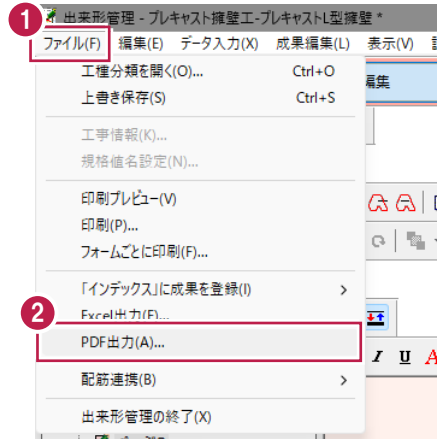 1
出来形管理 - プレキャスト擁壁工-プレキャストL型擁壁 *
ファイル(F) 編集(E) データ入力(X) 成果編集(L) 表示(V)
工種分類を開く(O)... Ctrl+O
編集
上書き保存(S) Ctrl+S
工事情報(K)...
規格値名設定(N)...
印刷プレビュー(V)
印刷(P)...
フォームごとに印刷(F)...
「インデックス」に成果を登録(I)
2
Excel出力(E)...
PDF出力(A)...
I U A
配筋連携(B)
出来形管理の終了(X)